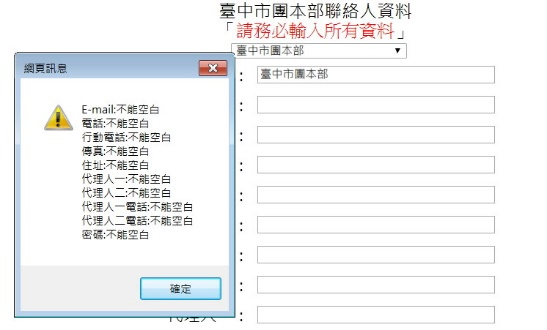 臺中市團本部聯絡人資料
「請務必輸入所有資料」
臺中市團本部
網頁訊息
: 臺中市團本部
E-mail:不能空白
電話:不能空白
行動電話:不能空白
傳真:不能空白
住址:不能空白
代理人一:不能空白
代理人二:不能空白
代理人一電話:不能空白
代理人二電話:不能空白
密碼:不能空白
確定
:
:
:
:
:
:
:
代理人 :